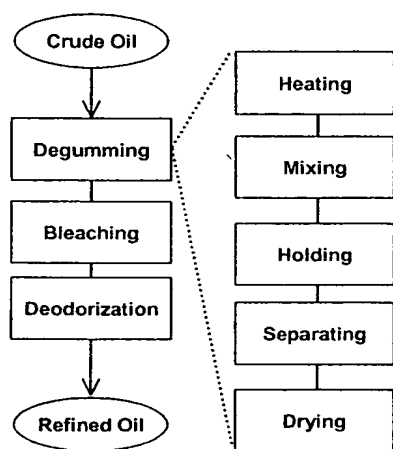 Crude Oil
Degumming
Bleaching
Deodorization
Refined Oil
Heating
Mixing
Holding
Separating
Drying